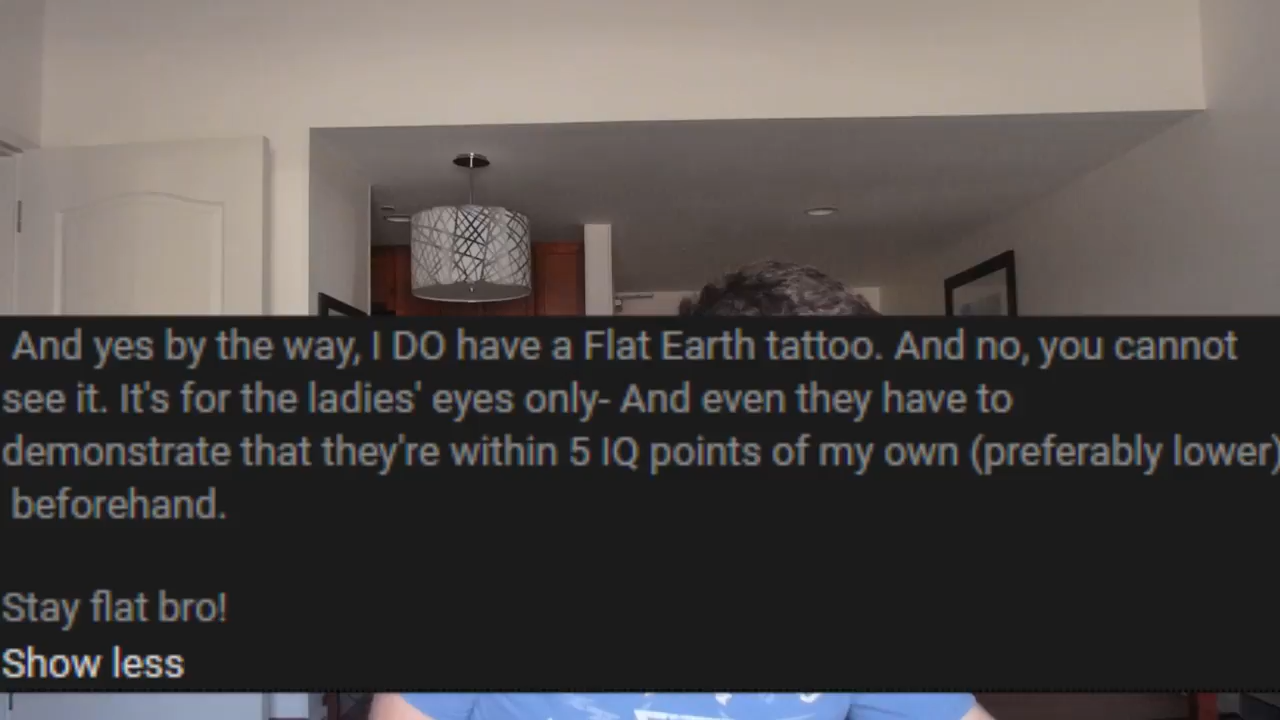 And yes by the way, I DO have a Flat Earth tattoo. And no, you cannot
see it. It's for the ladies' eyes only- And even they have to
demonstrate that they're within 5 IQ points of my own (preferably lower)
beforehand.
Stay flat bro!
Show less